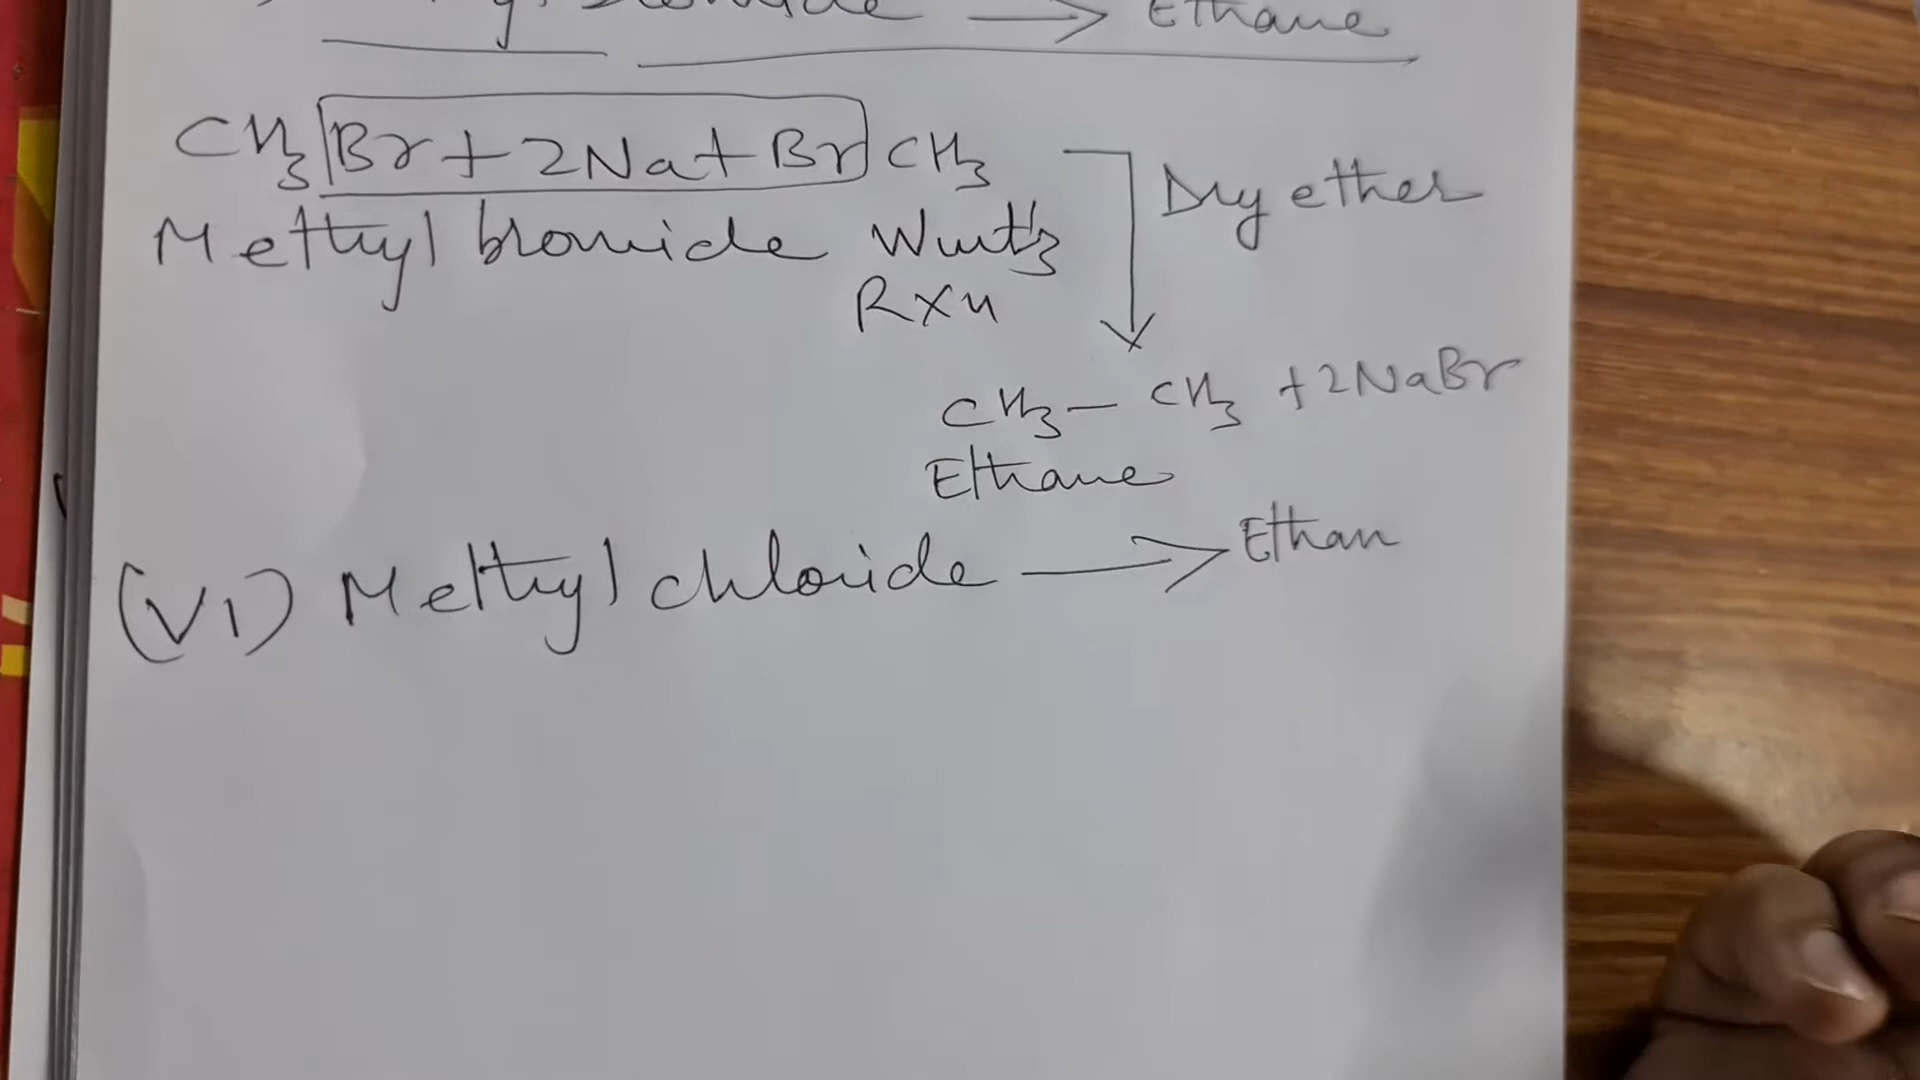 bromide → Ethane
CH3 Br + 2Na + Br CH3 Dry ether
Methyl bromide Wurtz
Rxn
CH3 — CH3 + 2NaBr
Ethane
(VI) Methyl chloride → Ethan